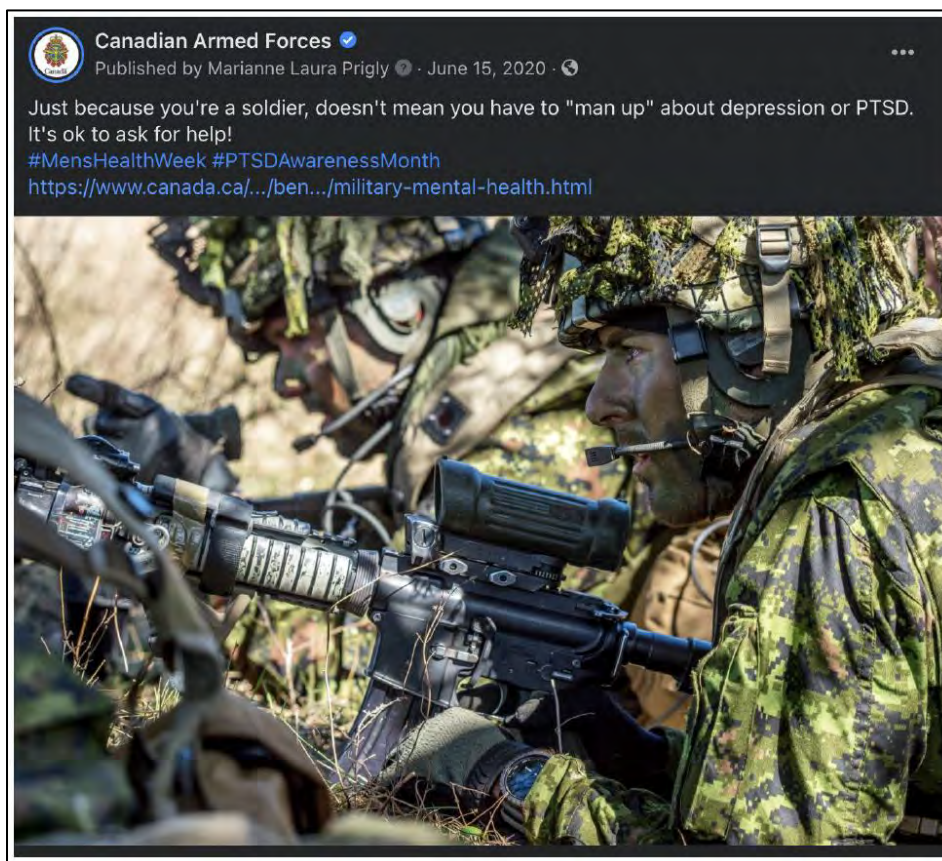 Canadian Armed Forces
Published by Marianne Laura Prigly · June 15, 2020 ·
Just because you're a soldier, doesn't mean you have to "man up" about depression or PTSD.
It's ok to ask for help!
#MensHealthWeek #PTSDAwarenessMonth
https://www.canada.ca/.../ben.../military-mental-health.html